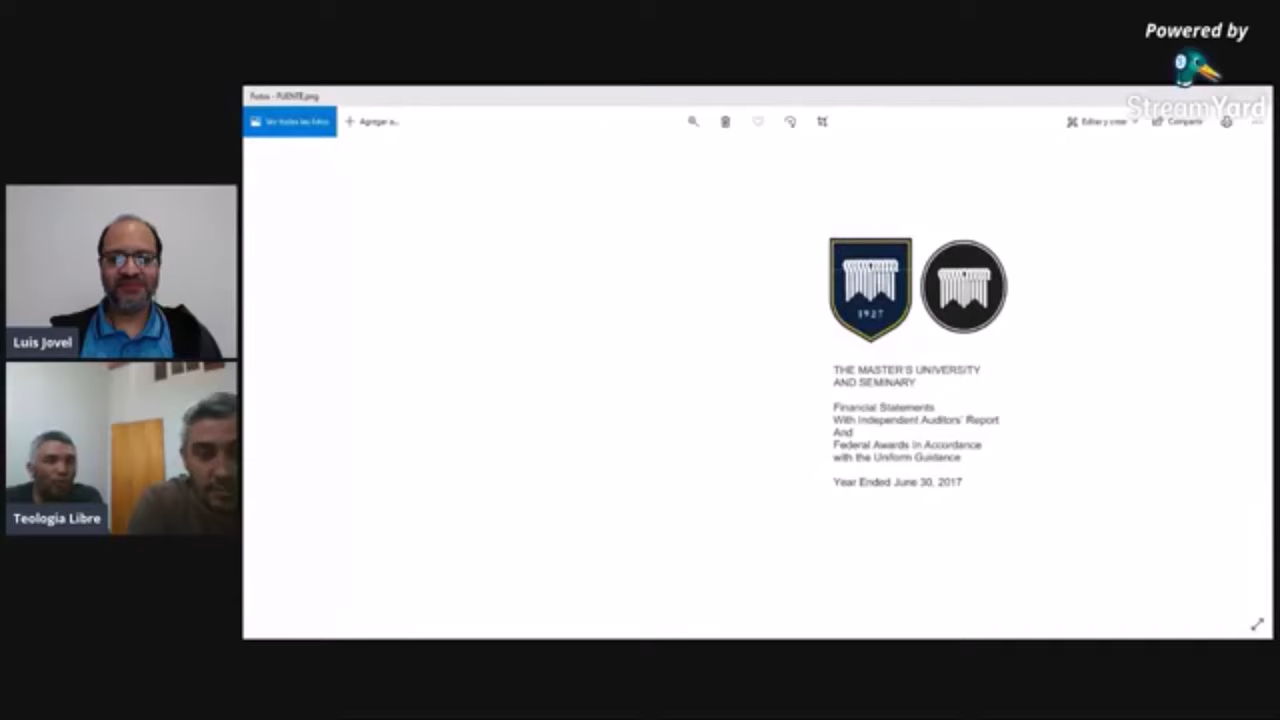 Powered by
StreamYard
Fotos - FUENTE.png
Ver todas las fotos
Agregar a...
Editar y crear
Compartir
1927
THE MASTER'S UNIVERSITY
AND SEMINARY
Financial Statements
With Independent Auditors' Report
And
Federal Awards In Accordance
with the Uniform Guidance
Year Ended June 30, 2017
Luis Jovel
Teologia Libre